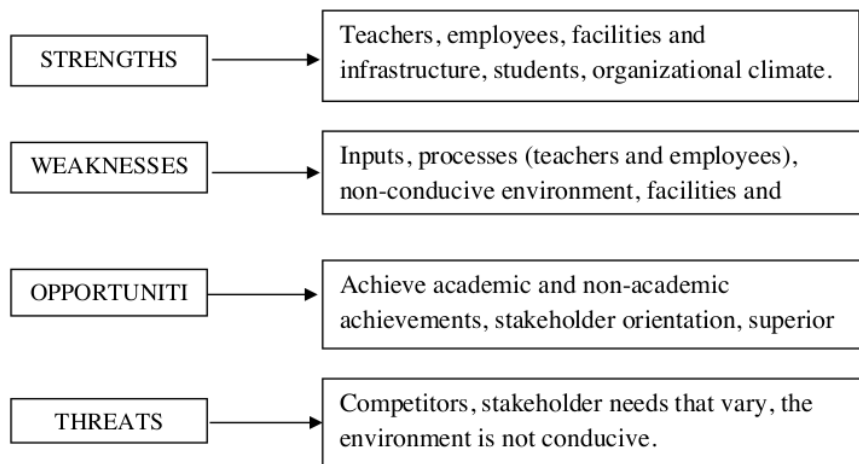 STRENGTHS
Teachers, employees, facilities and
infrastructure, students, organizational climate.
WEAKNESSES
Inputs, processes (teachers and employees),
non-conducive environment, facilities and
OPPORTUNITI
Achieve academic and non-academic
achievements, stakeholder orientation, superior
THREATS
Competitors, stakeholder needs that vary, the
environment is not conducive.